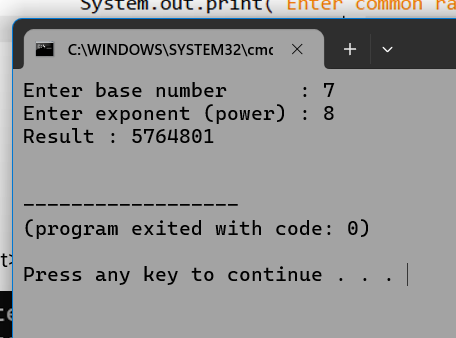 System.out.print("Enter common ra
C:\WINDOWS\SYSTEM32\cmc
Enter base number      : 7
Enter exponent (power) : 8
Result : 5764801
------------------
(program exited with code: 0)
t>
Press any key to continue . . .
te